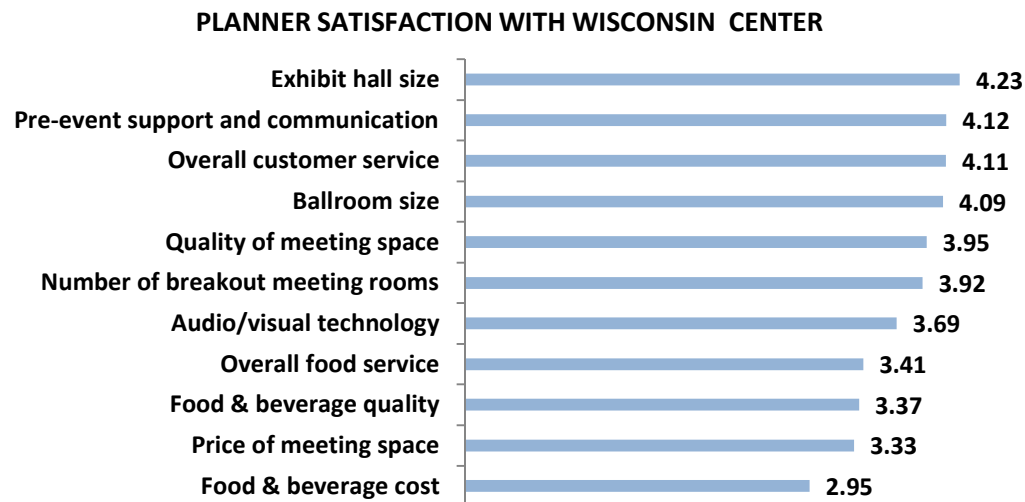 PLANNER SATISFACTION WITH WISCONSIN CENTER
Exhibit hall size 4.23
Pre-event support and communication 4.12
Overall customer service 4.11
Ballroom size 4.09
Quality of meeting space 3.95
Number of breakout meeting rooms 3.92
Audio/visual technology 3.69
Overall food service 3.41
Food & beverage quality 3.37
Price of meeting space 3.33
Food & beverage cost 2.95